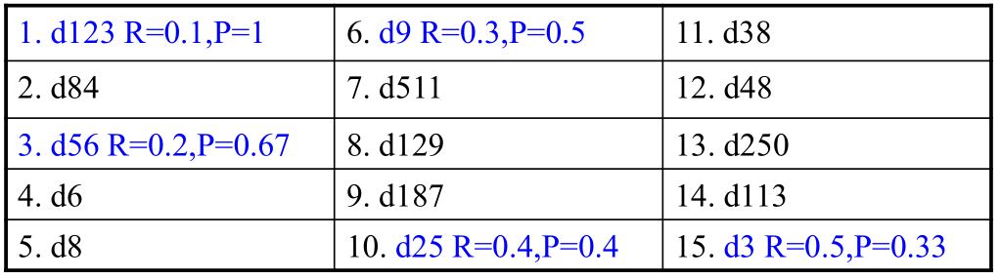 1. d123 R=0.1,P=1
6. d9 R=0.3,P=0.5
11. d38
2. d84
7. d511
12. d48
3. d56 R=0.2,P=0.67
8. d129
13. d250
4. d6
9. d187
14. d113
5. d8
10. d25 R=0.4,P=0.4
15. d3 R=0.5,P=0.33